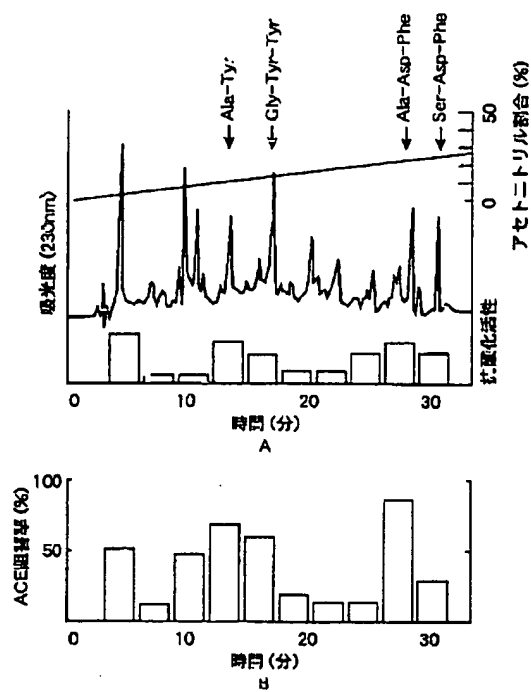 Ala-Tyr
Gly-Tyr-Tyr
Ala-Asp-Phe
Ser-Asp-Phe
吸光度 (230nm)
50
0
アセトニトリル割合 (%)
抗酸化活性
0
10
20
30
時間 (分)
A
ACE阻害率 (%)
100
50
0
10
20
30
時間 (分)
B